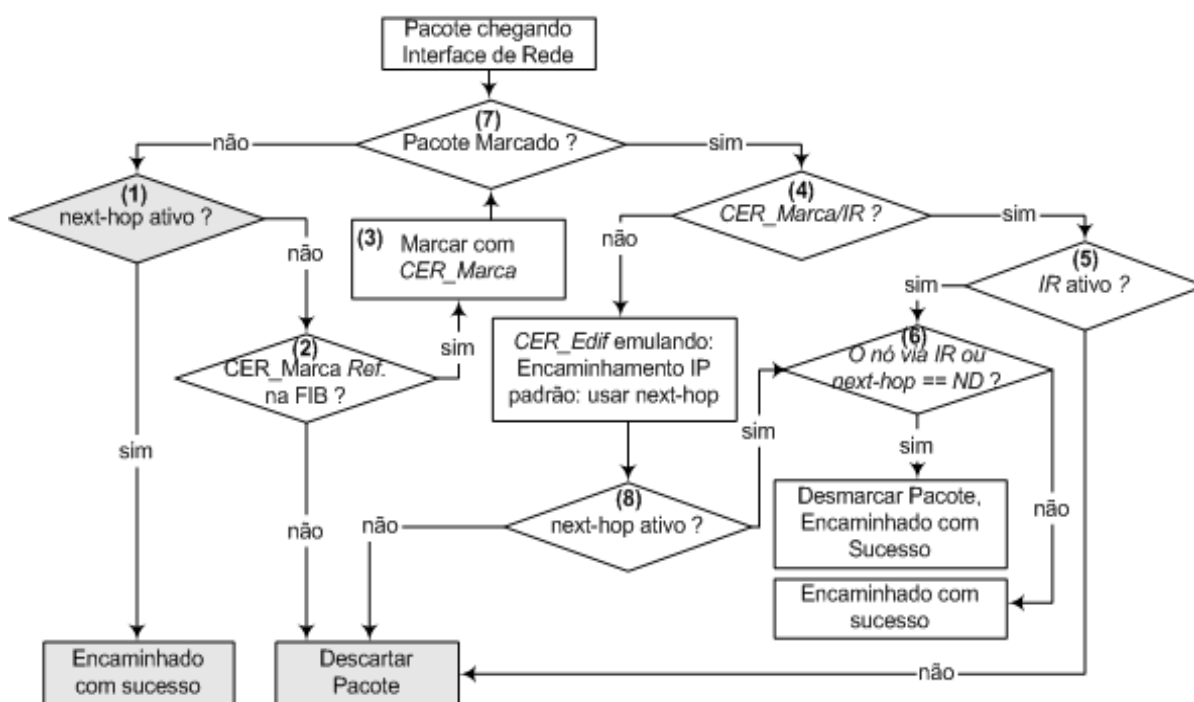 Pacote chegando
Interface de Rede
(7)
Pacote Marcado ?
não
sim
(1)
next-hop ativo ?
(4)
CER_Marca/IR ?
não
(3) Marcar com
CER_Marca
não
sim
(5)
IR ativo ?
sim
(2)
CER_Marca Ref.
na FIB ?
sim
CER_Edif emulando:
Encaminhamento IP
padrão: usar next-hop
(6)
O nó via IR ou
next-hop == ND ?
sim
sim
sim
não
(8)
next-hop ativo ?
não
não
Desmarcar Pacote,
Encaminhado com
Sucesso
Encaminhado com
sucesso
Encaminhado
com sucesso
Descartar
Pacote
não